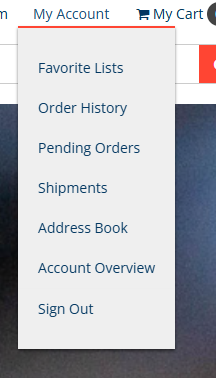 m My Account My Cart
Favorite Lists
Order History
Pending Orders
Shipments
Address Book
Account Overview
Sign Out